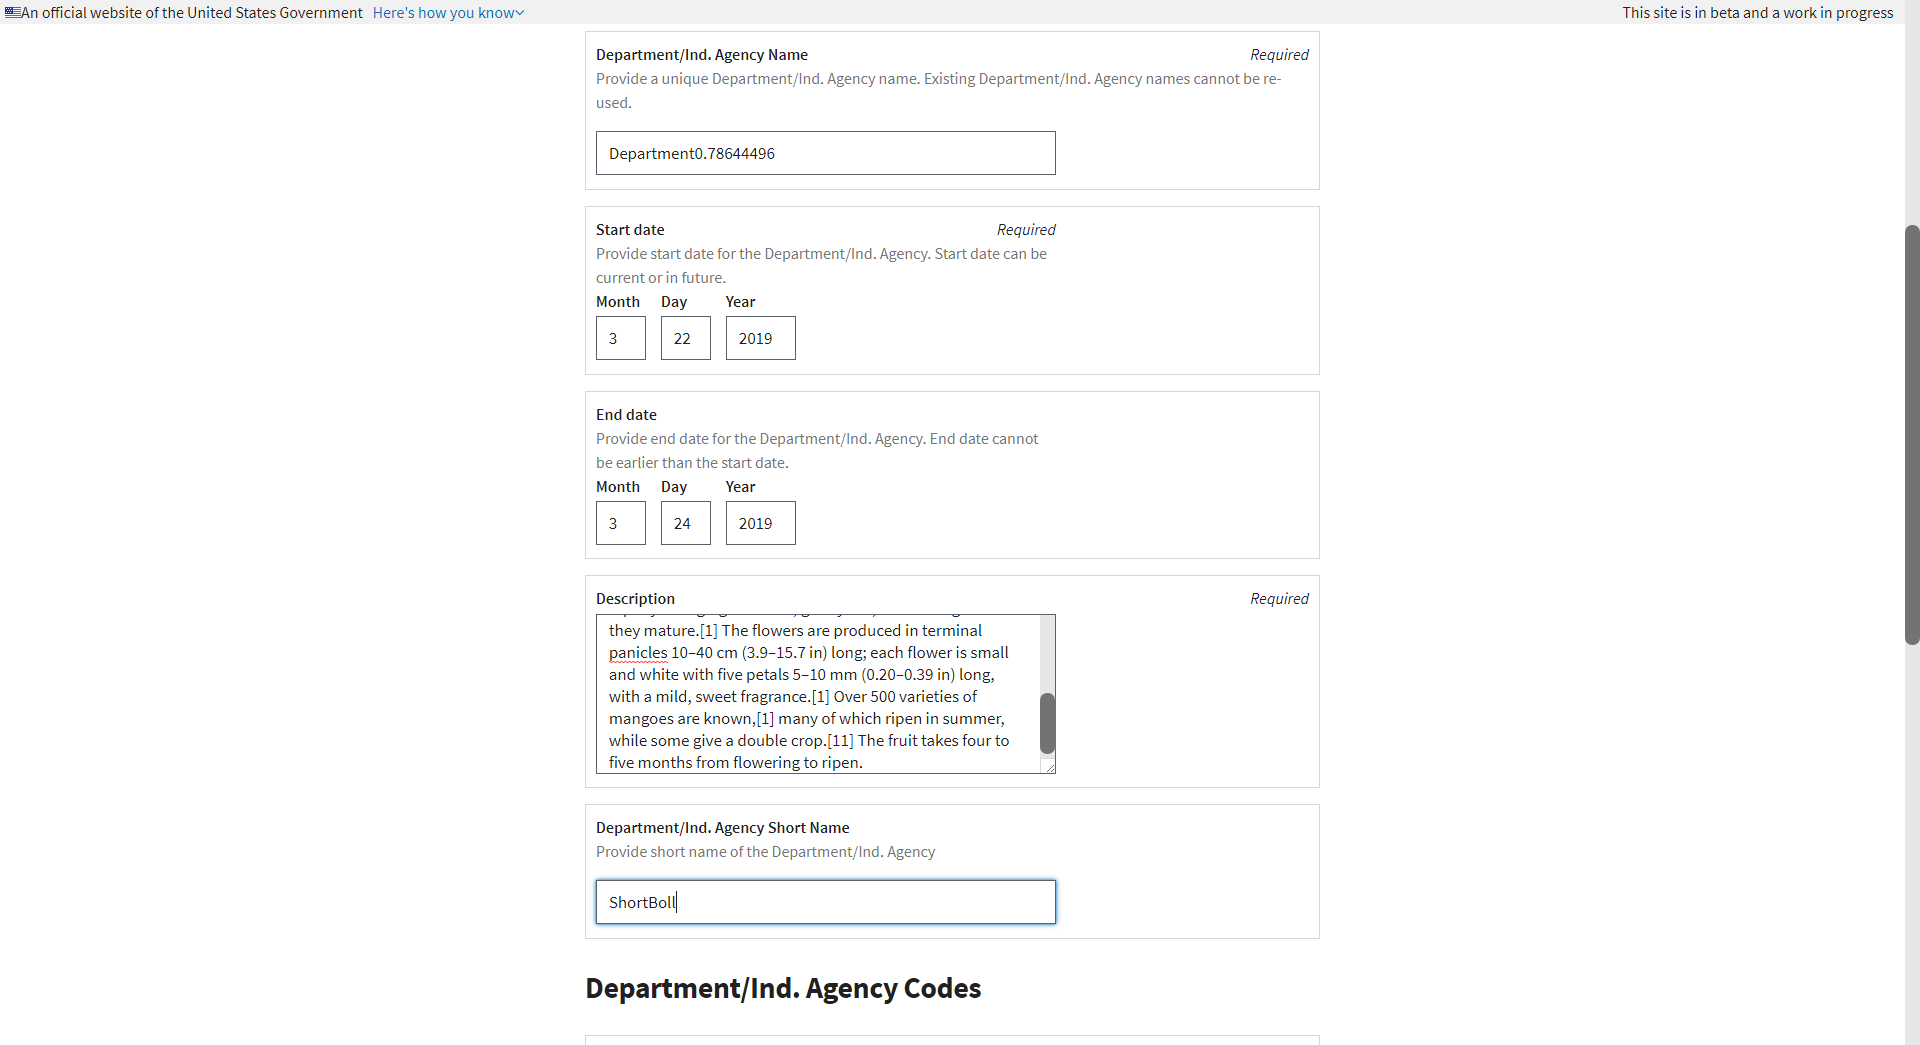 An official website of the United States Government Here's how you know
This site is in beta and a work in progress
Department/Ind. Agency Name Required
Provide a unique Department/Ind. Agency name. Existing Department/Ind. Agency names cannot be re-
used.
Department0.78644496
Start date Required
Provide start date for the Department/Ind. Agency. Start date can be
current or in future.
Month Day Year
3 22 2019
End date
Provide end date for the Department/Ind. Agency. End date cannot
be earlier than the start date.
Month Day Year
3 24 2019
Description Required
they mature.[1] The flowers are produced in terminal
panicles 10–40 cm (3.9–15.7 in) long; each flower is small
and white with five petals 5–10 mm (0.20–0.39 in) long,
with a mild, sweet fragrance.[1] Over 500 varieties of
mangoes are known,[1] many of which ripen in summer,
while some give a double crop.[11] The fruit takes four to
five months from flowering to ripen.
Department/Ind. Agency Short Name
Provide short name of the Department/Ind. Agency
ShortBoll
Department/Ind. Agency Codes